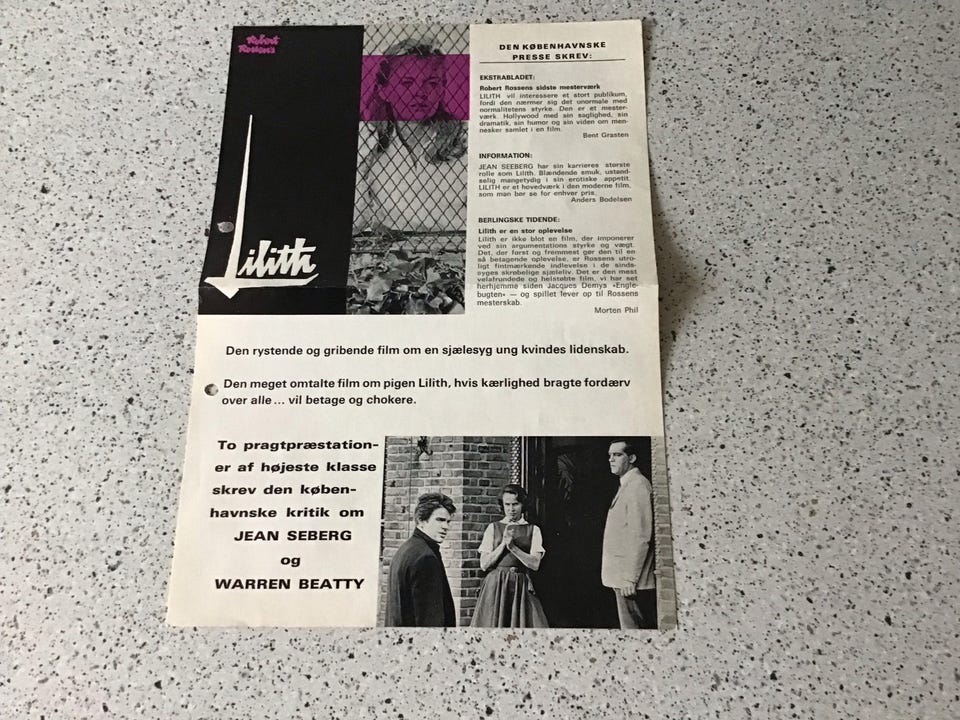 Robert
Rossen's
Lilith
DEN KØBENHAVNSKE
PRESSE SKREV:
EKSTRABLADET:
Robert Rossens sidste mesterværk
LILITH vil interessere et stort publikum,
fordi den nærmer sig det unormale med
normalitetens styrke. Den er et mester-
værk. Hollywood med sin saglighed, sin
dramatik, sin humor og sin viden om men-
nesker samlet i en film.
Bent Grasten
INFORMATION:
JEAN SEEBERG har sin karrieres største
rolle som Lilith. Blændende smuk, ustand-
selig mangetydig i sin erotiske appetit.
LILITH er et hovedværk i den moderne film,
som man bør se for enhver pris.
Anders Bodelsen
BERLINGSKE TIDENDE:
Lilith er en stor oplevelse
Lilith er ikke blot en film, der imponerer
ved sin argumentations styrke og vægt.
Det, der først og fremmest gør den til en
så betagende oplevelse, er Rossens utro-
ligt fintmærkende indlevelse i de sinds-
syges skrøbelige sjæleliv. Det er den mest
velafrundede og helstøbte film, vi har set
herhjemme siden Jacques Demys »Engle-
bugten« — og spillet lever op til Rossens
mesterskab.
Morten Phil
Den rystende og gribende film om en sjælesyg ung kvindes lidenskab.
Den meget omtalte film om pigen Lilith, hvis kærlighed bragte fordærv
over alle ... vil betage og chokere.
To pragtpræstation-
er af højeste klasse
skrev den køben-
havnske kritik om
JEAN SEBERG
og
WARREN BEATTY